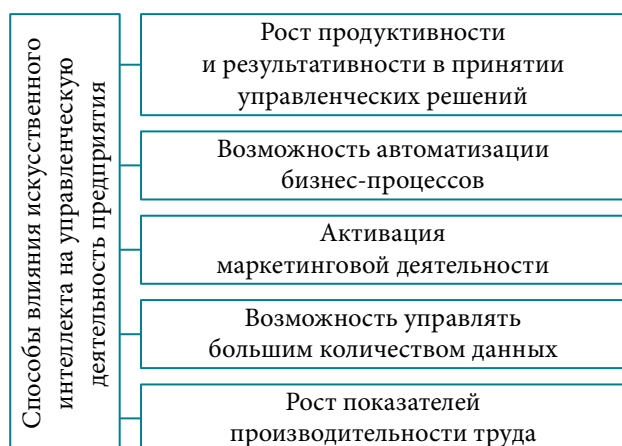 Способы влияния искусственного
интеллекта на управленческую
деятельность предприятия
Рост продуктивности
и результативности в принятии
управленческих решений
Возможность автоматизации
бизнес-процессов
Активация
маркетинговой деятельности
Возможность управлять
большим количеством данных
Рост показателей
производительности труда